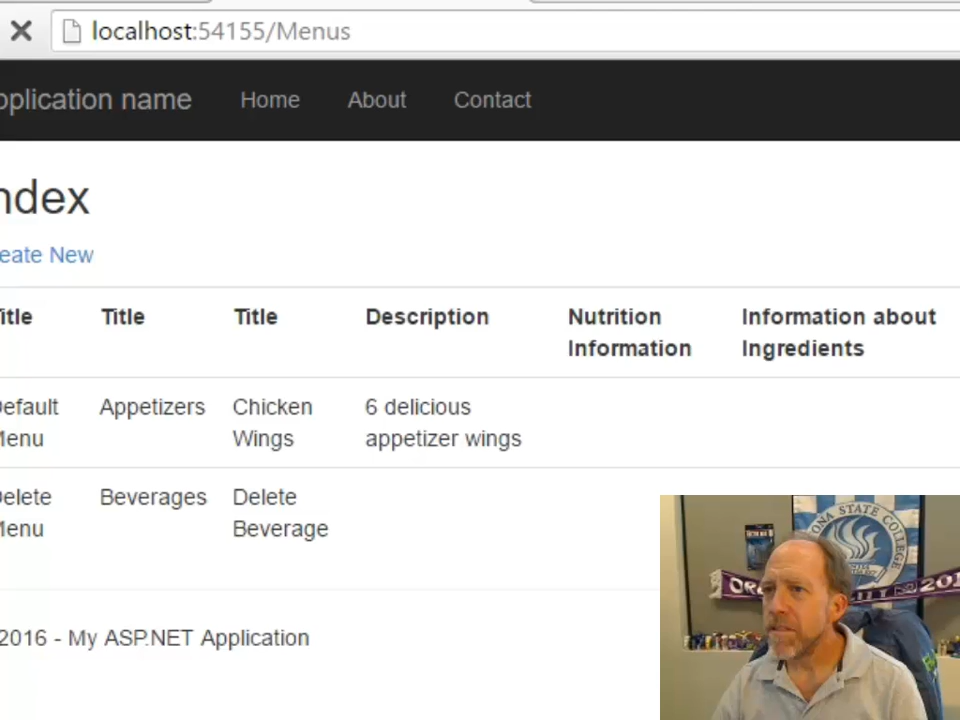 localhost:54155/Menus
pplication name Home About Contact
ndex
eate New
itle Title Title Description Nutrition Information Information about Ingredients
efault Menu Appetizers Chicken Wings 6 delicious appetizer wings
elete Menu Beverages Delete Beverage
2016 - My ASP.NET Application
STATE COLLEGE